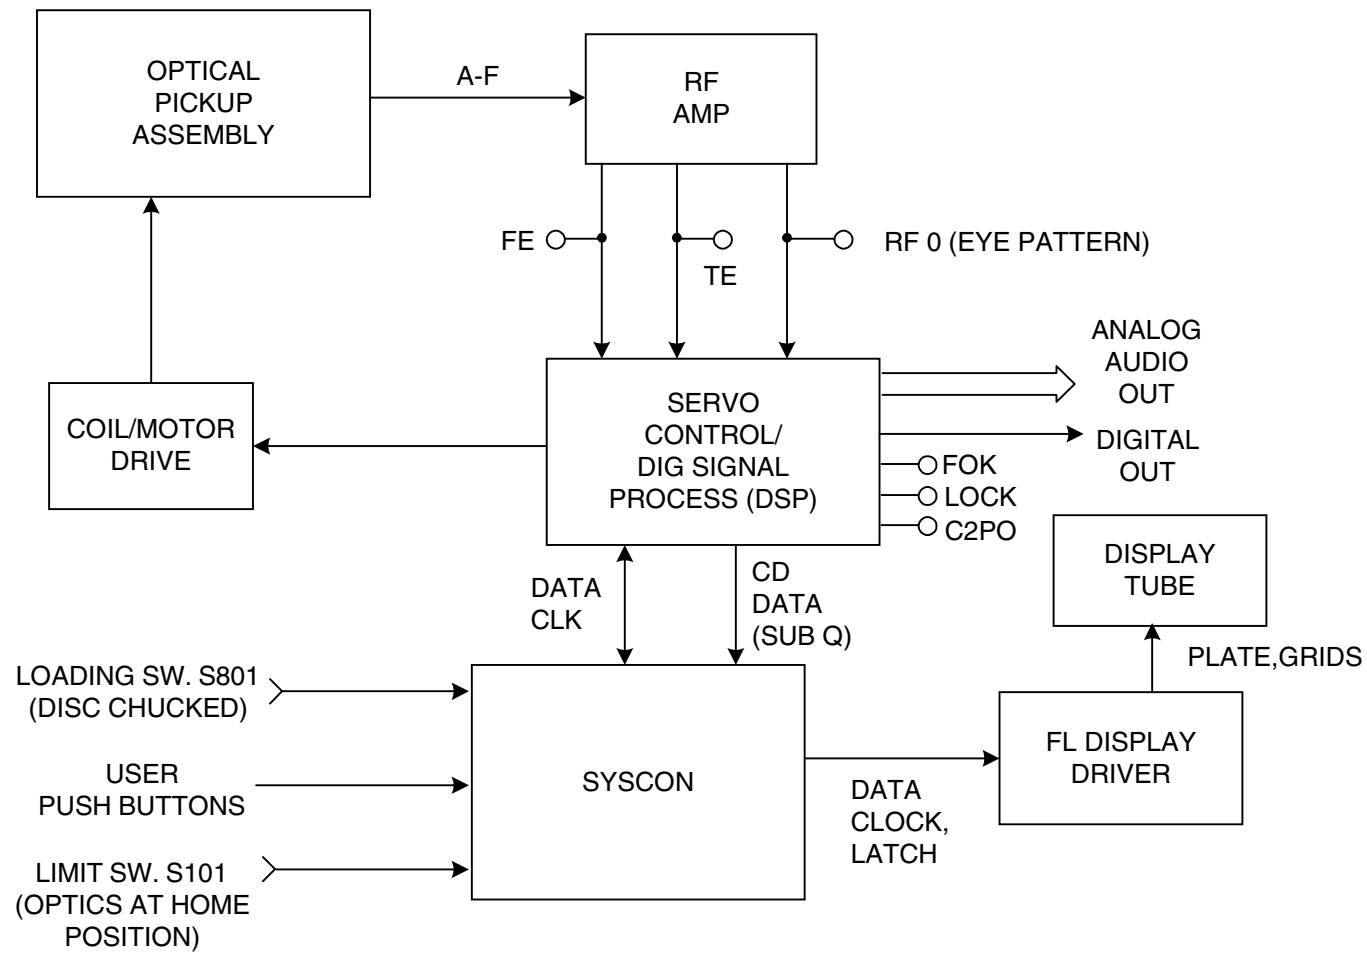 OPTICAL
PICKUP
ASSEMBLY
A-F
RF
AMP
FE
TE
RF 0 (EYE PATTERN)
ANALOG
AUDIO
OUT
COIL/MOTOR
DRIVE
SERVO
CONTROL/
DIG SIGNAL
PROCESS (DSP)
DIGITAL
OUT
FOK
LOCK
C2PO
DISPLAY
TUBE
DATA
CLK
CD
DATA
(SUB Q)
PLATE,GRIDS
LOADING SW. S801
(DISC CHUCKED)
USER
PUSH BUTTONS
SYSCON
FL DISPLAY
DRIVER
DATA
CLOCK,
LATCH
LIMIT SW. S101
(OPTICS AT HOME
POSITION)